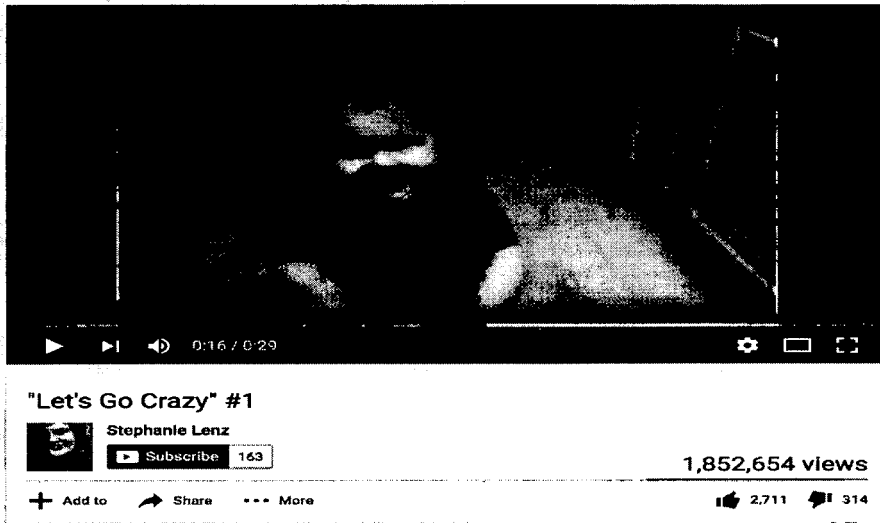 0:16 / 0:29
"Let's Go Crazy" #1
Stephanie Lenz
Subscribe 163
1,852,654 views
Add to Share More 2,711 314